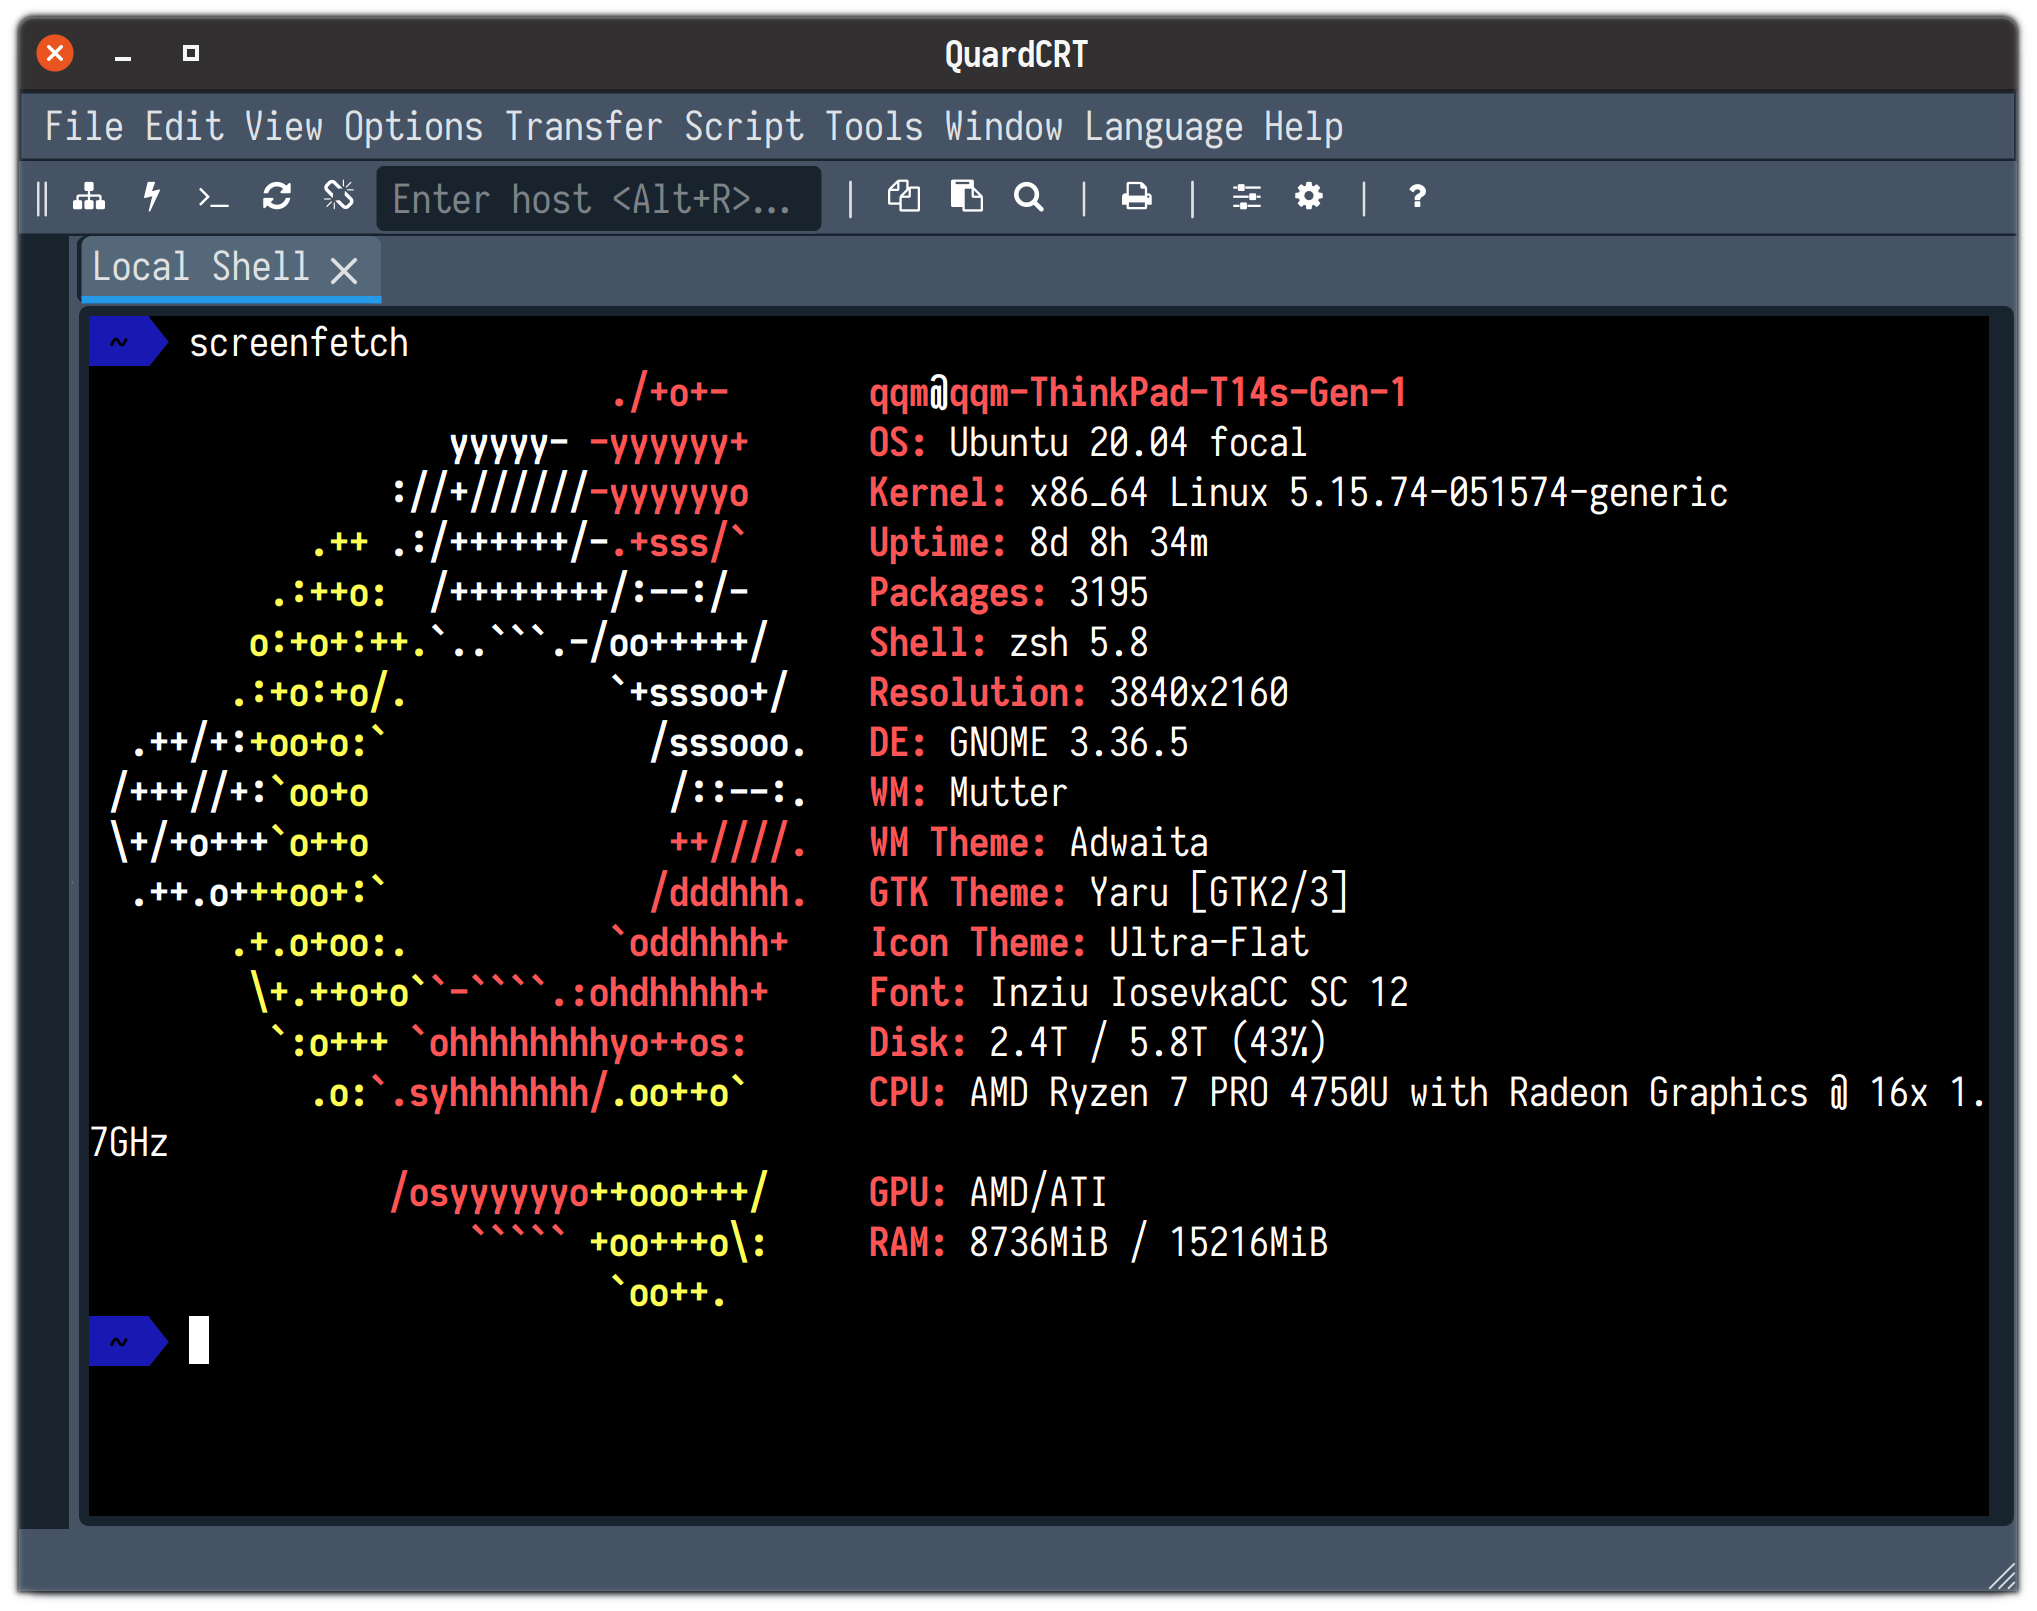 QuardCRT
File Edit View Options Transfer Script Tools Window Language Help
Enter host <Alt+R>...
Local Shell
~ screenfetch
./+o+- qqm@qqm-ThinkPad-T14s-Gen-1
yyyyy- -yyyyyy+ OS: Ubuntu 20.04 focal
://+//////-yyyyyyo Kernel: x86_64 Linux 5.15.74-051574-generic
.++ .:/++++++/-.+sss/` Uptime: 8d 8h 34m
.:++o: /++++++++/:--:/- Packages: 3195
o:+o+:++.`..```.-/oo+++++/ Shell: zsh 5.8
.:+o:+o/. `+sssoo+/ Resolution: 3840x2160
.++/+:+oo+o:` /sssooo. DE: GNOME 3.36.5
/+++//+:`oo+o /::--:. WM: Mutter
\+/+o+++`o++o ++////. WM Theme: Adwaita
.++.o+++oo+:` /dddhhh. GTK Theme: Yaru [GTK2/3]
.+.o+oo:. `oddhhhh+ Icon Theme: Ultra-Flat
\+.++o+o``-````.:ohdhhhhh+ Font: Inziu IosevkaCC SC 12
`:o+++ `ohhhhhhhhyo++os: Disk: 2.4T / 5.8T (43%)
.o:`.syhhhhhhh/.oo++o` CPU: AMD Ryzen 7 PRO 4750U with Radeon Graphics @ 16x 1.
7GHz
/osyyyyyyo++ooo+++/ GPU: AMD/ATI
````` +oo+++o\: RAM: 8736MiB / 15216MiB
`oo++.
~